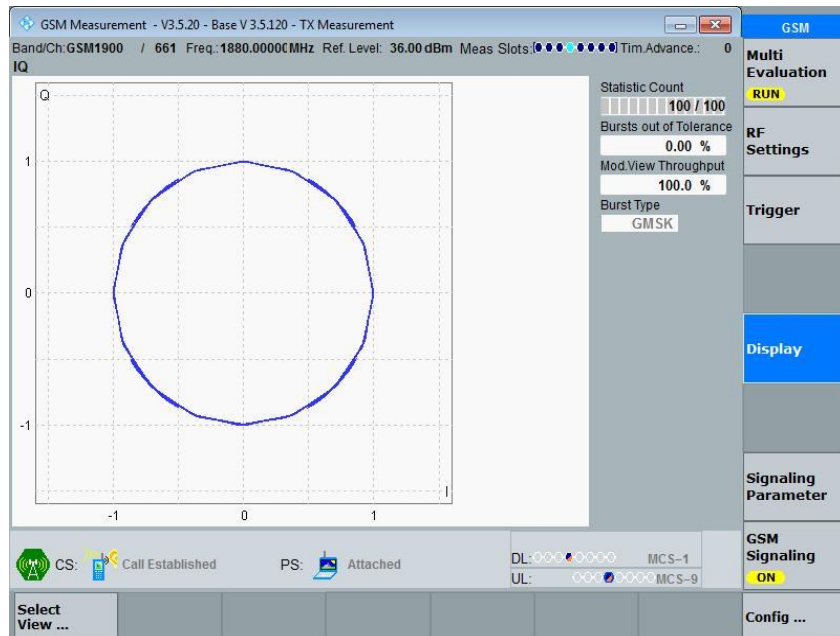 GSM Measurement - V3.5.20 - Base V 3.5.120 - TX Measurement
GSM
Band/Ch: GSM1900 / 661 Freq.: 1880.00000 MHz Ref. Level: 36.00 dBm Meas Slots: Tim.Advance.: 0
IQ
Multi Evaluation
RUN
Q
Statistic Count
100 / 100
Bursts out of Tolerance
0.00 %
Mod.View Throughput
100.0 %
Burst Type
GMSK
RF Settings
Trigger
Display
1
0
-1
I
-1 0 1
Signaling Parameter
GSM Signaling
ON
CS: Call Established PS: Attached
DL: MCS-1
UL: MCS-9
Select View ...
Config ...